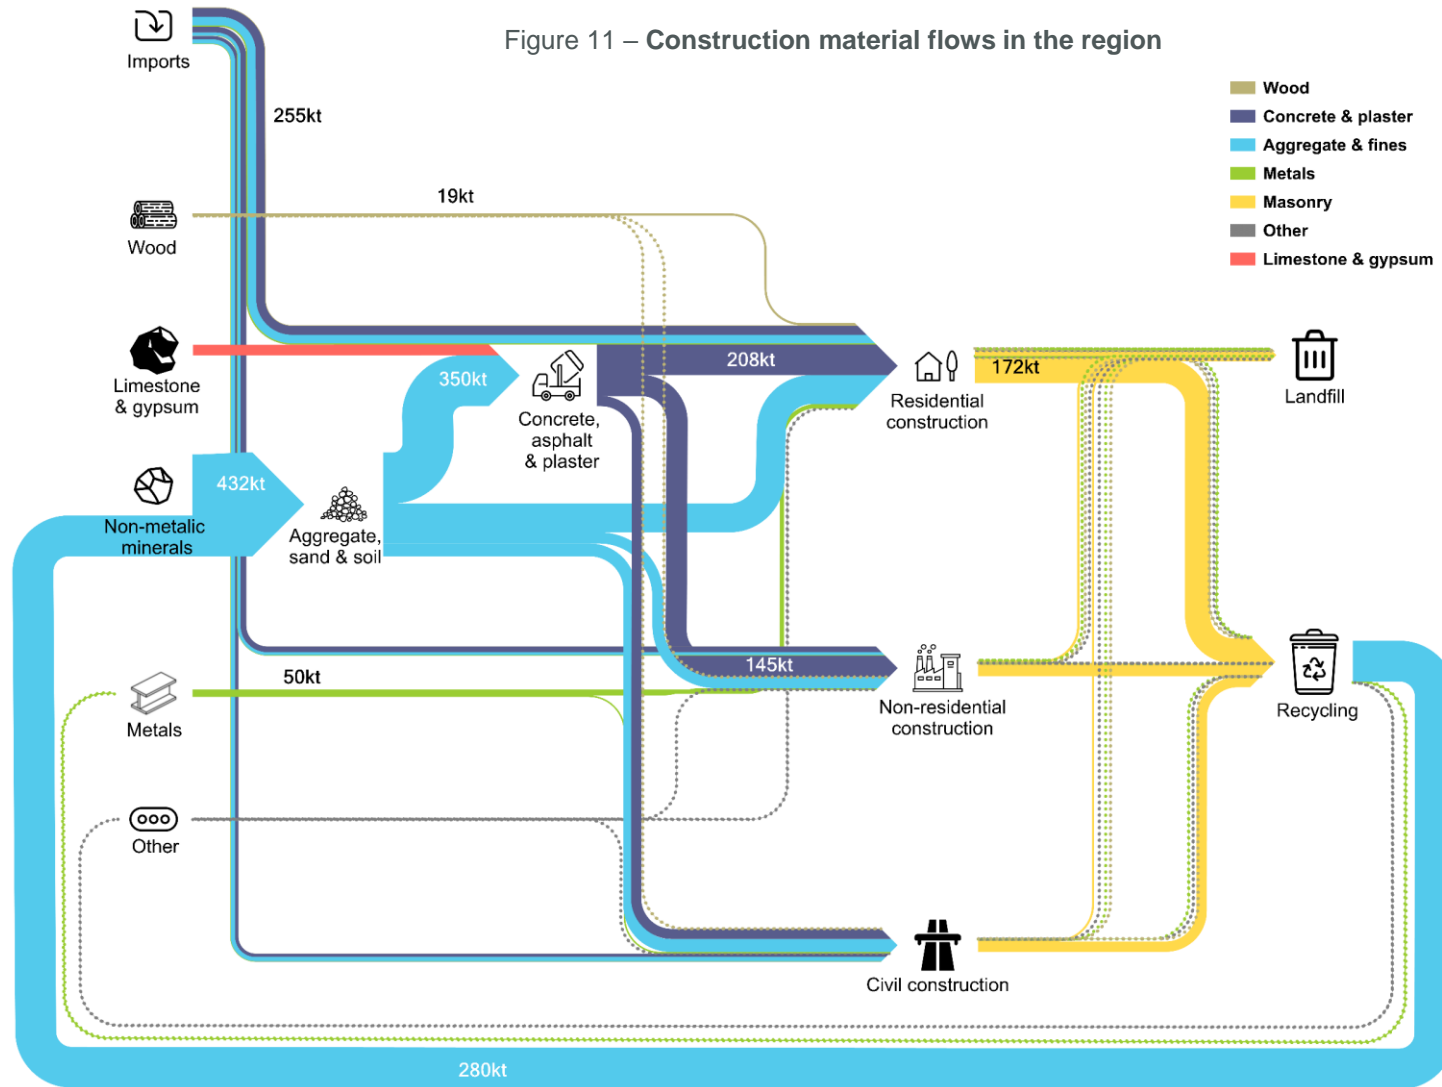 Figure 11 – Construction material flows in the region
Imports
255kt
Wood
Concrete & plaster
Aggregate & fines
Metals
Masonry
Other
Limestone & gypsum
19kt
Wood
Limestone
& gypsum
350kt
Concrete,
asphalt
& plaster
208kt
Residential
construction
172kt
Landfill
432kt
Non-metalic
minerals
Aggregate,
sand & soil
50kt
Metals
145kt
Non-residential
construction
Recycling
Other
Civil construction
280kt